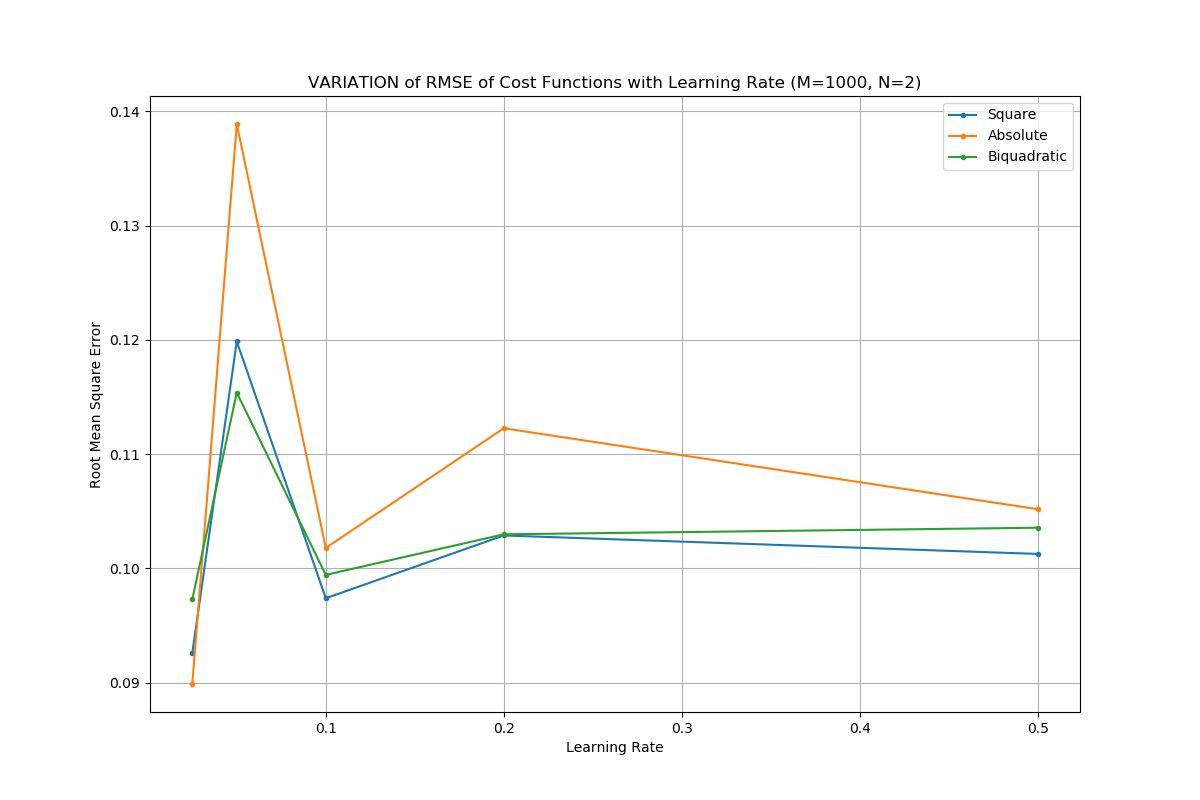 VARIATION of RMSE of Cost Functions with Learning Rate (M=1000, N=2)
Square
Absolute
Biquadratic
0.14
0.13
0.12
0.11
0.10
0.09
Root Mean Square Error
0.1 0.2 0.3 0.4 0.5
Learning Rate